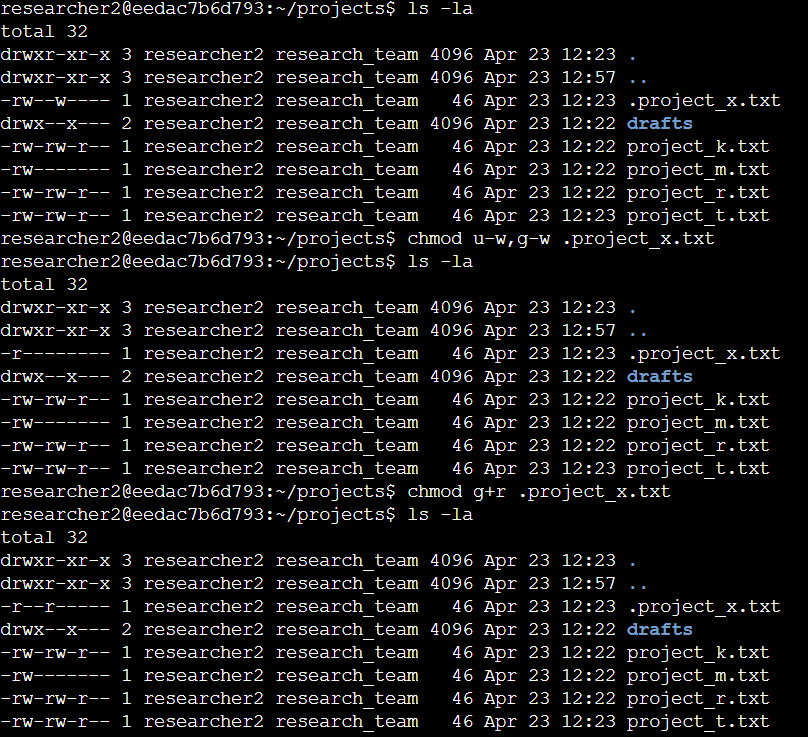 researcher2@eedac7b6d793:~/projects$ ls -la
total 32
drwxr-xr-x 3 researcher2 research_team 4096 Apr 23 12:23 .
drwxr-xr-x 3 researcher2 research_team 4096 Apr 23 12:57 ..
-rw--w---- 1 researcher2 research_team   46 Apr 23 12:23 .project_x.txt
drwx--x--- 2 researcher2 research_team 4096 Apr 23 12:22 drafts
-rw-rw-r-- 1 researcher2 research_team   46 Apr 23 12:22 project_k.txt
-rw------- 1 researcher2 research_team   46 Apr 23 12:22 project_m.txt
-rw-rw-r-- 1 researcher2 research_team   46 Apr 23 12:22 project_r.txt
-rw-rw-r-- 1 researcher2 research_team   46 Apr 23 12:23 project_t.txt
researcher2@eedac7b6d793:~/projects$ chmod u-w,g-w .project_x.txt
researcher2@eedac7b6d793:~/projects$ ls -la
total 32
drwxr-xr-x 3 researcher2 research_team 4096 Apr 23 12:23 .
drwxr-xr-x 3 researcher2 research_team 4096 Apr 23 12:57 ..
-r-------- 1 researcher2 research_team   46 Apr 23 12:23 .project_x.txt
drwx--x--- 2 researcher2 research_team 4096 Apr 23 12:22 drafts
-rw-rw-r-- 1 researcher2 research_team   46 Apr 23 12:22 project_k.txt
-rw------- 1 researcher2 research_team   46 Apr 23 12:22 project_m.txt
-rw-rw-r-- 1 researcher2 research_team   46 Apr 23 12:22 project_r.txt
-rw-rw-r-- 1 researcher2 research_team   46 Apr 23 12:23 project_t.txt
researcher2@eedac7b6d793:~/projects$ chmod g+r .project_x.txt
researcher2@eedac7b6d793:~/projects$ ls -la
total 32
drwxr-xr-x 3 researcher2 research_team 4096 Apr 23 12:23 .
drwxr-xr-x 3 researcher2 research_team 4096 Apr 23 12:57 ..
-r--r----- 1 researcher2 research_team   46 Apr 23 12:23 .project_x.txt
drwx--x--- 2 researcher2 research_team 4096 Apr 23 12:22 drafts
-rw-rw-r-- 1 researcher2 research_team   46 Apr 23 12:22 project_k.txt
-rw------- 1 researcher2 research_team   46 Apr 23 12:22 project_m.txt
-rw-rw-r-- 1 researcher2 research_team   46 Apr 23 12:22 project_r.txt
-rw-rw-r-- 1 researcher2 research_team   46 Apr 23 12:23 project_t.txt